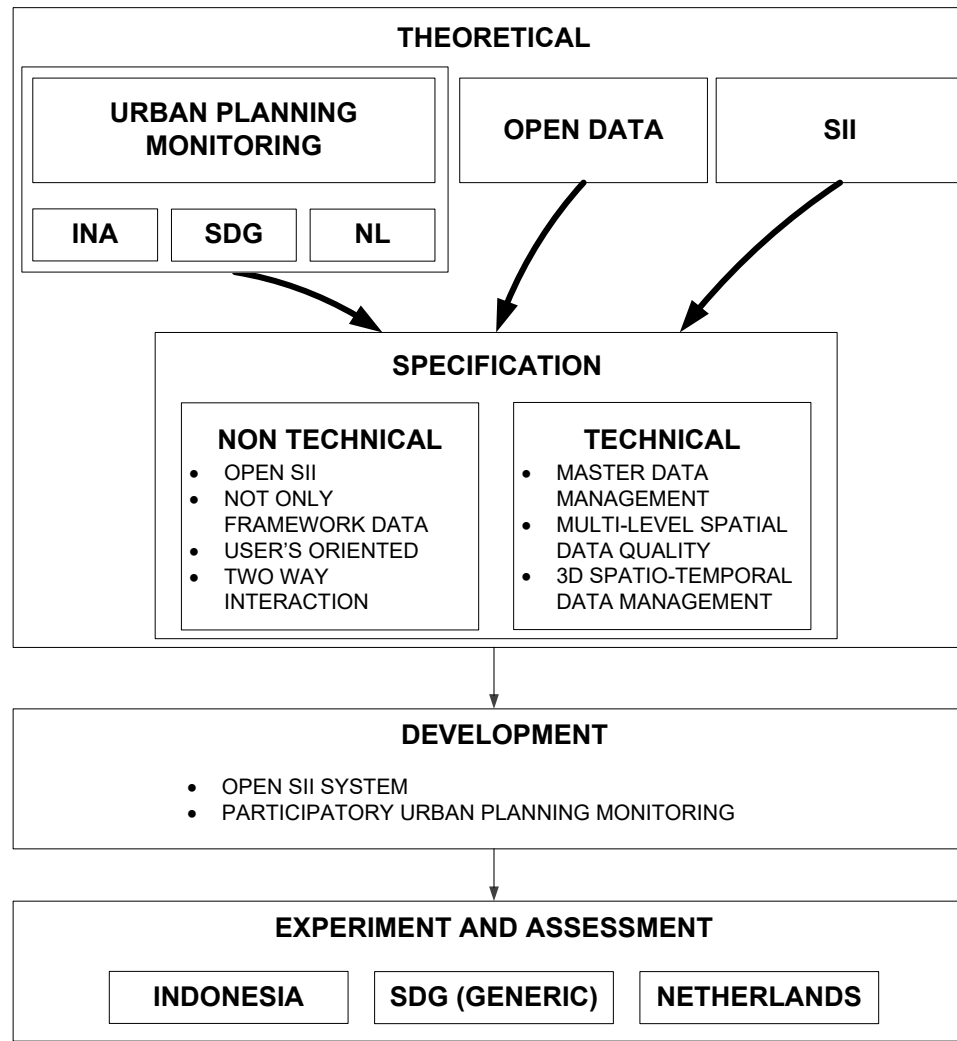 THEORETICAL
URBAN PLANNING
MONITORING
INA
SDG
NL
OPEN DATA
SII
SPECIFICATION
NON TECHNICAL
• OPEN SII
• NOT ONLY
FRAMEWORK DATA
• USER'S ORIENTED
• TWO WAY
INTERACTION
TECHNICAL
• MASTER DATA
MANAGEMENT
• MULTI-LEVEL SPATIAL
DATA QUALITY
• 3D SPATIO-TEMPORAL
DATA MANAGEMENT
DEVELOPMENT
• OPEN SII SYSTEM
• PARTICIPATORY URBAN PLANNING MONITORING
EXPERIMENT AND ASSESSMENT
INDONESIA
SDG (GENERIC)
NETHERLANDS